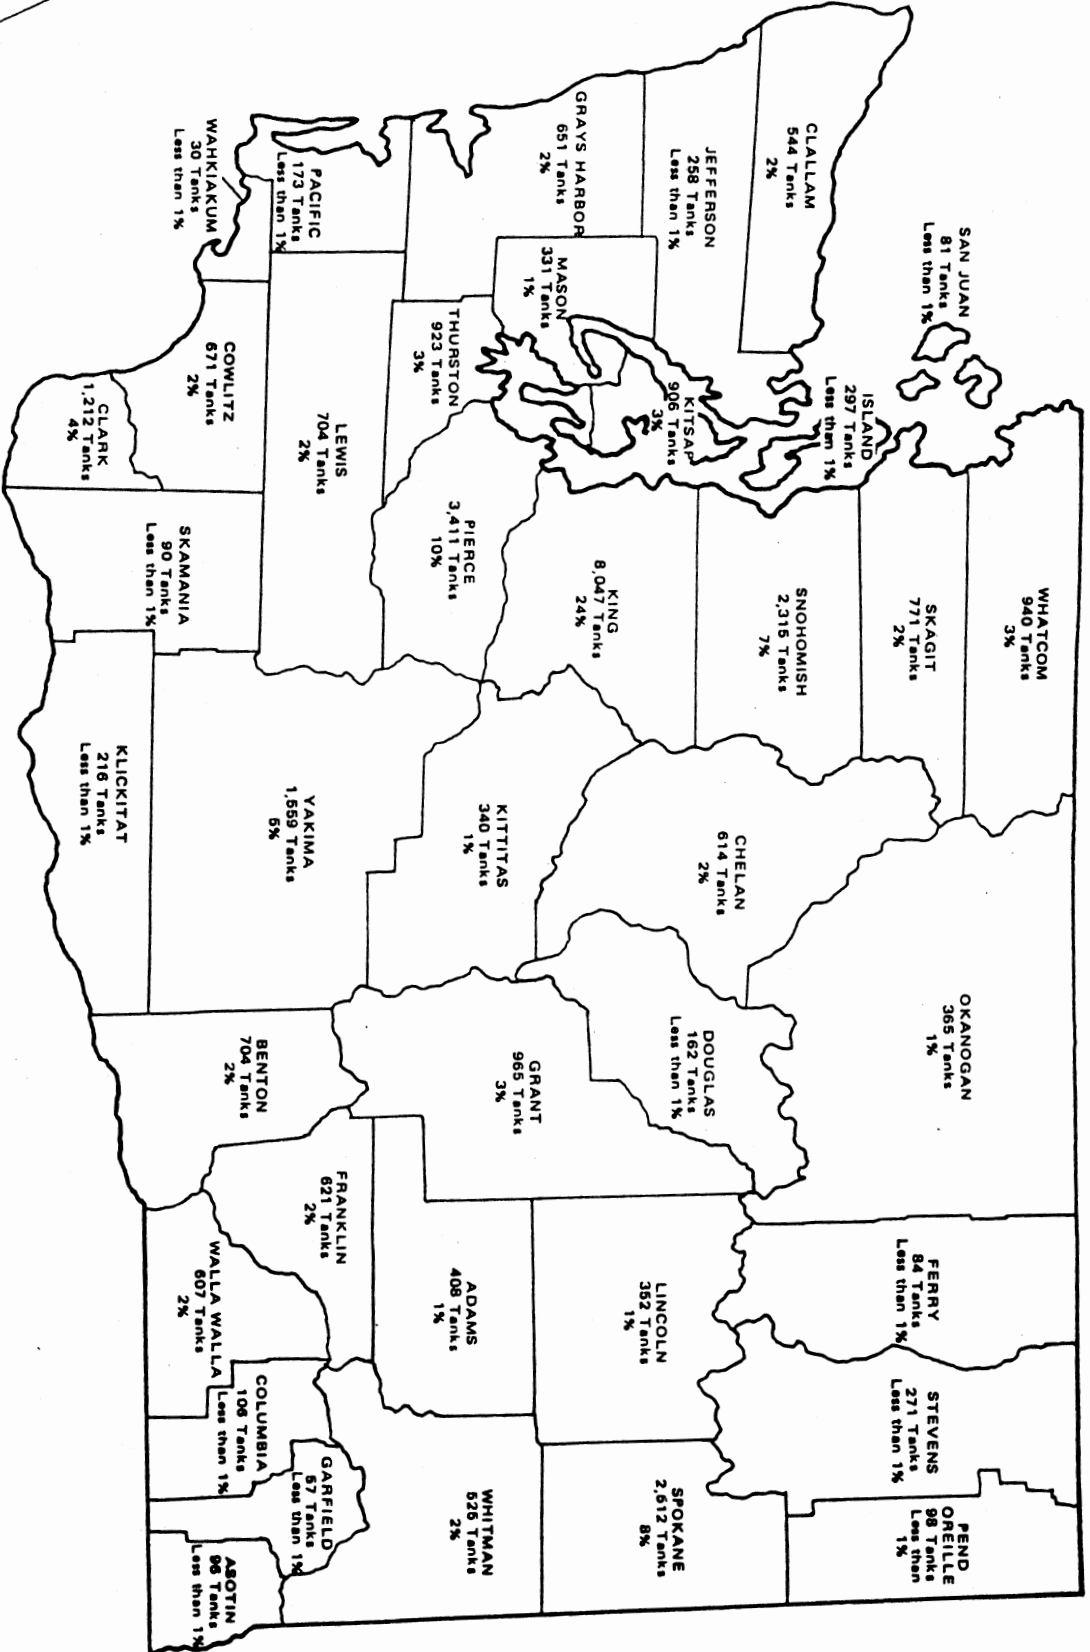 SAN JUAN
81 Tanks
Less than 1%
WHATCOM
940 Tanks
3%
SKAGIT
771 Tanks
2%
ISLAND
297 Tanks
Less than 1%
SNOHOMISH
2,315 Tanks
7%
CLALLAM
544 Tanks
2%
JEFFERSON
258 Tanks
Less than 1%
KITSAP
906 Tanks
3%
KING
8,047 Tanks
24%
GRAYS HARBOR
651 Tanks
2%
MASON
331 Tanks
1%
THURSTON
923 Tanks
3%
PIERCE
3,411 Tanks
10%
PACIFIC
173 Tanks
Less than 1%
LEWIS
704 Tanks
2%
WAHKIAKUM
30 Tanks
Less than 1%
COWLITZ
671 Tanks
2%
CLARK
1,212 Tanks
4%
SKAMANIA
90 Tanks
Less than 1%
OKANOGAN
365 Tanks
1%
CHELAN
614 Tanks
2%
DOUGLAS
162 Tanks
Less than 1%
KITTITAS
340 Tanks
1%
GRANT
965 Tanks
3%
YAKIMA
1,559 Tanks
5%
KLICKITAT
216 Tanks
Less than 1%
BENTON
704 Tanks
2%
FERRY
84 Tanks
Less than 1%
STEVENS
271 Tanks
Less than 1%
PEND
OREILLE
98 Tanks
Less than
1%
LINCOLN
352 Tanks
1%
SPOKANE
2,612 Tanks
8%
ADAMS
408 Tanks
1%
WHITMAN
525 Tanks
2%
FRANKLIN
621 Tanks
2%
WALLA WALLA
607 Tanks
2%
COLUMBIA
106 Tanks
Less than 1%
GARFIELD
57 Tanks
Less than 1%
ASOTIN
96 Tanks
Less than 1%